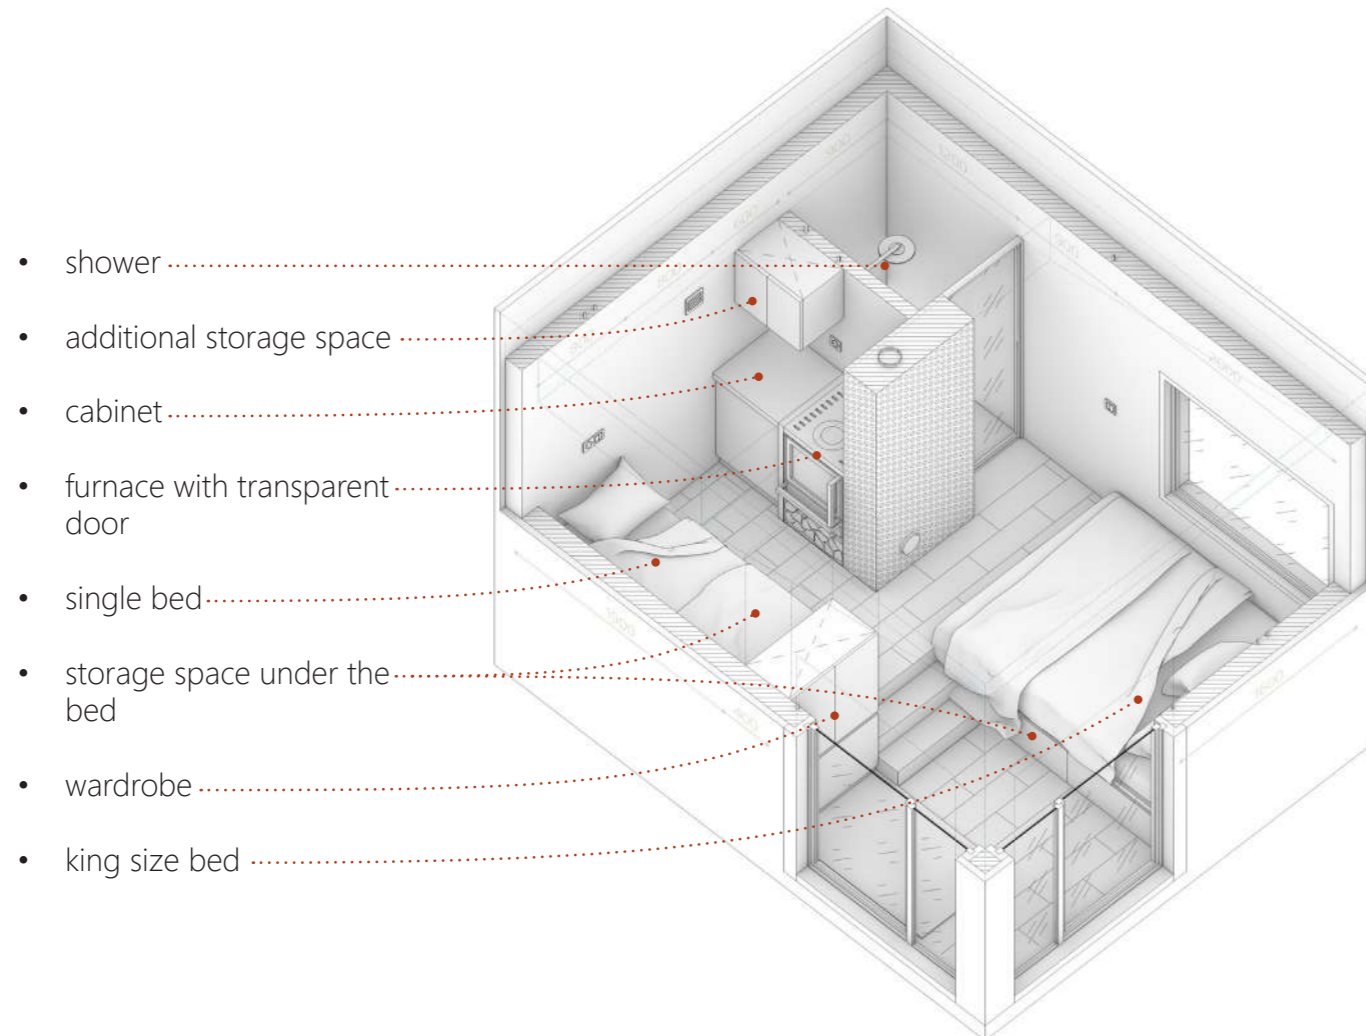 • shower
• additional storage space
• cabinet
• furnace with transparent
door
• single bed
• storage space under the
bed
• wardrobe
• king size bed